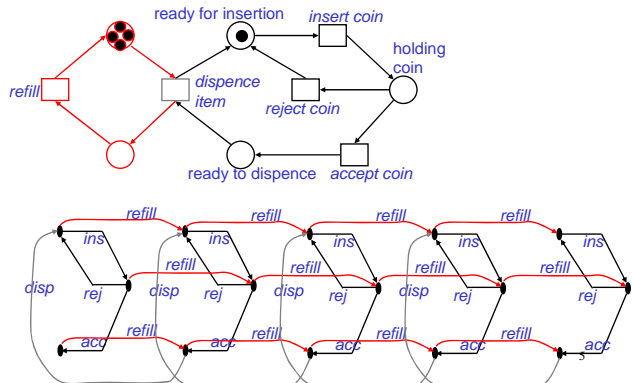 ready for insertion
insert coin
holding
coin
refill
dispence
item
reject coin
ready to dispence
accept coin
refill
refill
refill
refill
ins
ins
ins
ins
ins
refill
refill
refill
refill
disp
rej
disp
rej
disp
rej
disp
rej
rej
refill
refill
refill
refill
acc
acc
acc
acc
acc
5